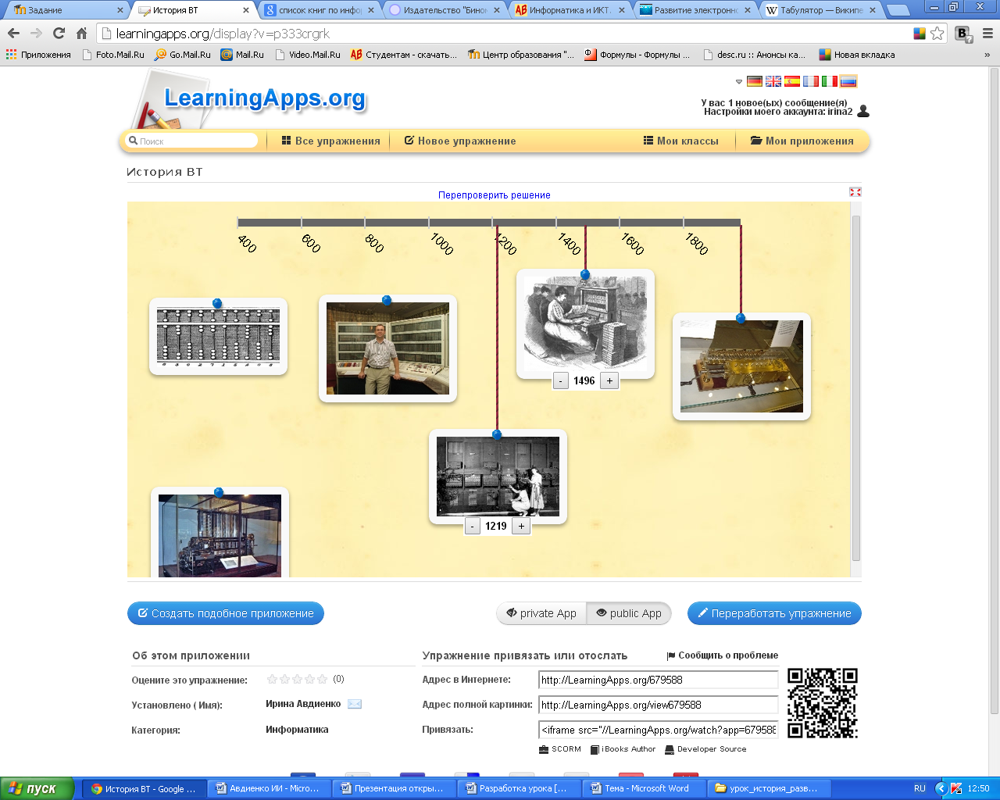 Задание
История ВТ
список книг по инфор
Издательство "Бином
Информатика и ИКТ.
Развитие электронно
Табулятор — Википе
learningapps.org/display?v=p333crgrk
Приложения
Foto.Mail.Ru
Go.Mail.Ru
Mail.Ru
Video.Mail.Ru
Студентам - скачать...
Центр образования "...
Формулы - Формулы ...
desc.ru :: Анонсы ка...
Новая вкладка
»
LearningApps.org
У вас 1 новое(ых) сообщение(я)
Настройки моего аккаунта: irina2
Поиск
Все упражнения
Новое упражнение
Мои классы
Мои приложения
История ВТ
Перепроверить решение
400 600 800 1000 1200 1400 1600 1800
- 1496 +
- 1219 +
Создать подобное приложение
private App
public App
Переработать упражнение
Об этом приложении
Упражнение привязать или отослать
Сообщить о проблеме
Оцените это упражнение: (0)
Адрес в Интернете: http://LearningApps.org/679588
Установлено ( Имя): Ирина Авдиенко
Адрес полной картинки: http://LearningApps.org/view679588
Категория: Информатика
Привязать: <iframe src="//LearningApps.org/watch?app=679588
SCORM iBooks Author Developer Source
пуск
История ВТ - Google ...
Авдиенко ИИ - Micro...
Презентация откры...
Разработка урока [...
Тема - Microsoft Word
урок_история_разв...
RU
12:50